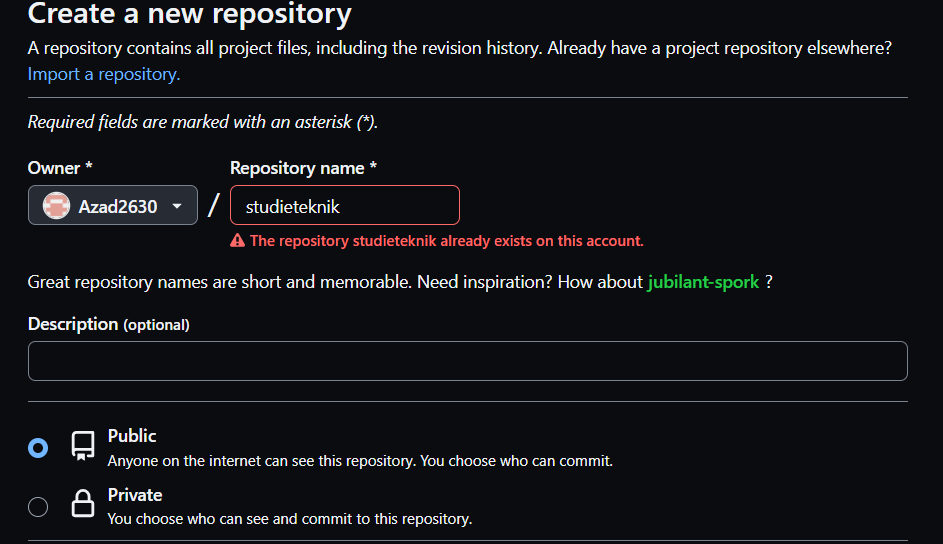 Create a new repository
A repository contains all project files, including the revision history. Already have a project repository elsewhere?
Import a repository.
Required fields are marked with an asterisk (*).
Owner *
Repository name *
Azad2630
/
studieteknik
The repository studieteknik already exists on this account.
Great repository names are short and memorable. Need inspiration? How about jubilant-spork ?
Description (optional)
Public
Anyone on the internet can see this repository. You choose who can commit.
Private
You choose who can see and commit to this repository.